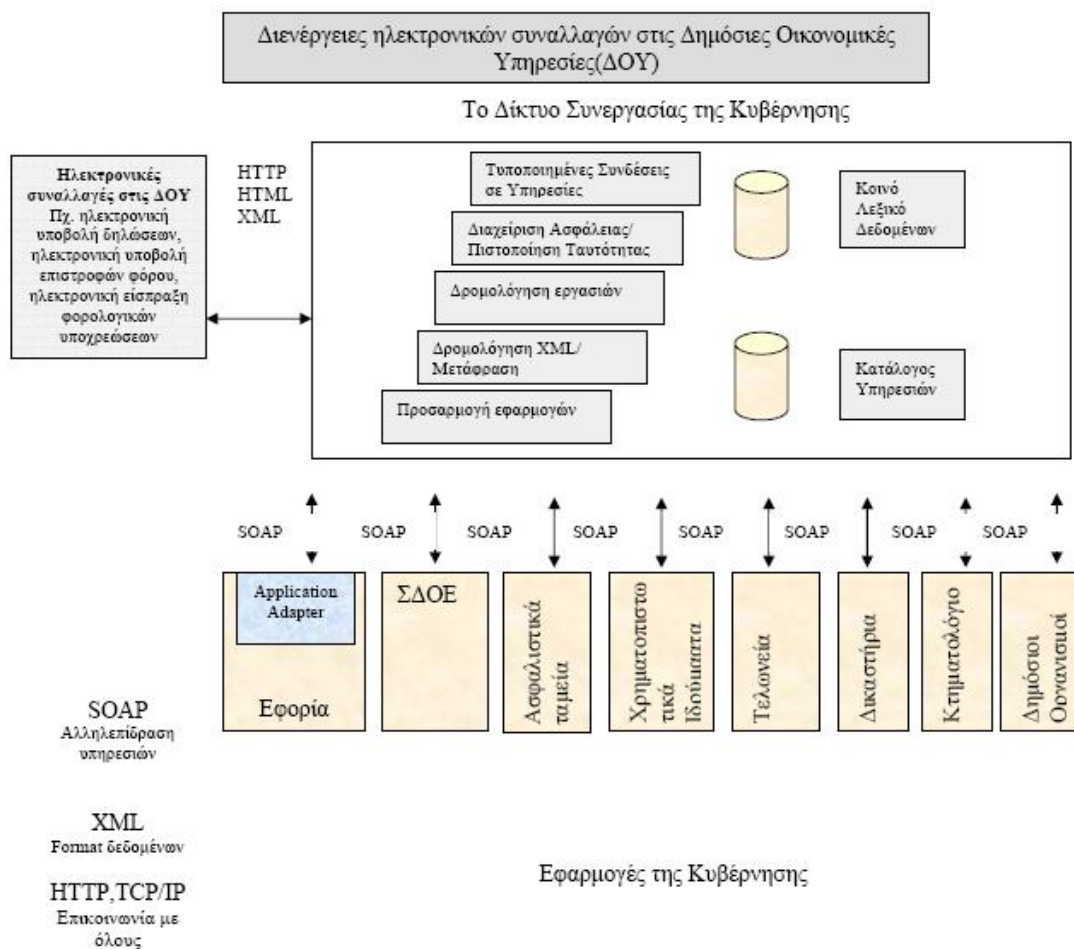 Διενέργειες ηλεκτρονικών συναλλαγών στις Δημόσιες Οικονομικές
Υπηρεσίες(ΔΟΥ)
Το Δίκτυο Συνεργασίας της Κυβέρνησης
Ηλεκτρονικές
συναλλαγές στις ΔΟΥ
Πχ. ηλεκτρονική
υποβολή δηλώσεων,
ηλεκτρονική υποβολή
επιστροφών φόρου,
ηλεκτρονική είσπραξη
φορολογικών
υποχρεώσεων
HTTP
HTML
XML
Τυποποιημένες Συνδέσεις
σε Υπηρεσίες
Διαχείριση Ασφάλειας/
Πιστοποίηση Ταυτότητας
Δρομολόγηση εργασιών
Δρομολόγηση XML/
Μετάφραση
Προσαρμογή εφαρμογών
Κοινό
Λεξικό
Δεδομένων
Κατάλογος
Υπηρεσιών
SOAP
SOAP
SOAP
SOAP
SOAP
SOAP
SOAP
Application
Adapter
Εφορία
ΣΔΟΕ
Ασφαλιστικά
ταμεία
Χρηματοπιστω
τικά
Ιδρύματα
Τελωνεία
Δικαστήρια
Κτηματολόγιο
Δημόσιοι
Οργανισμοί
SOAP
Αλληλεπίδραση
υπηρεσιών
XML
Format δεδομένων
HTTP,TCP/IP
Επικοινωνία με
όλους
Εφαρμογές της Κυβέρνησης